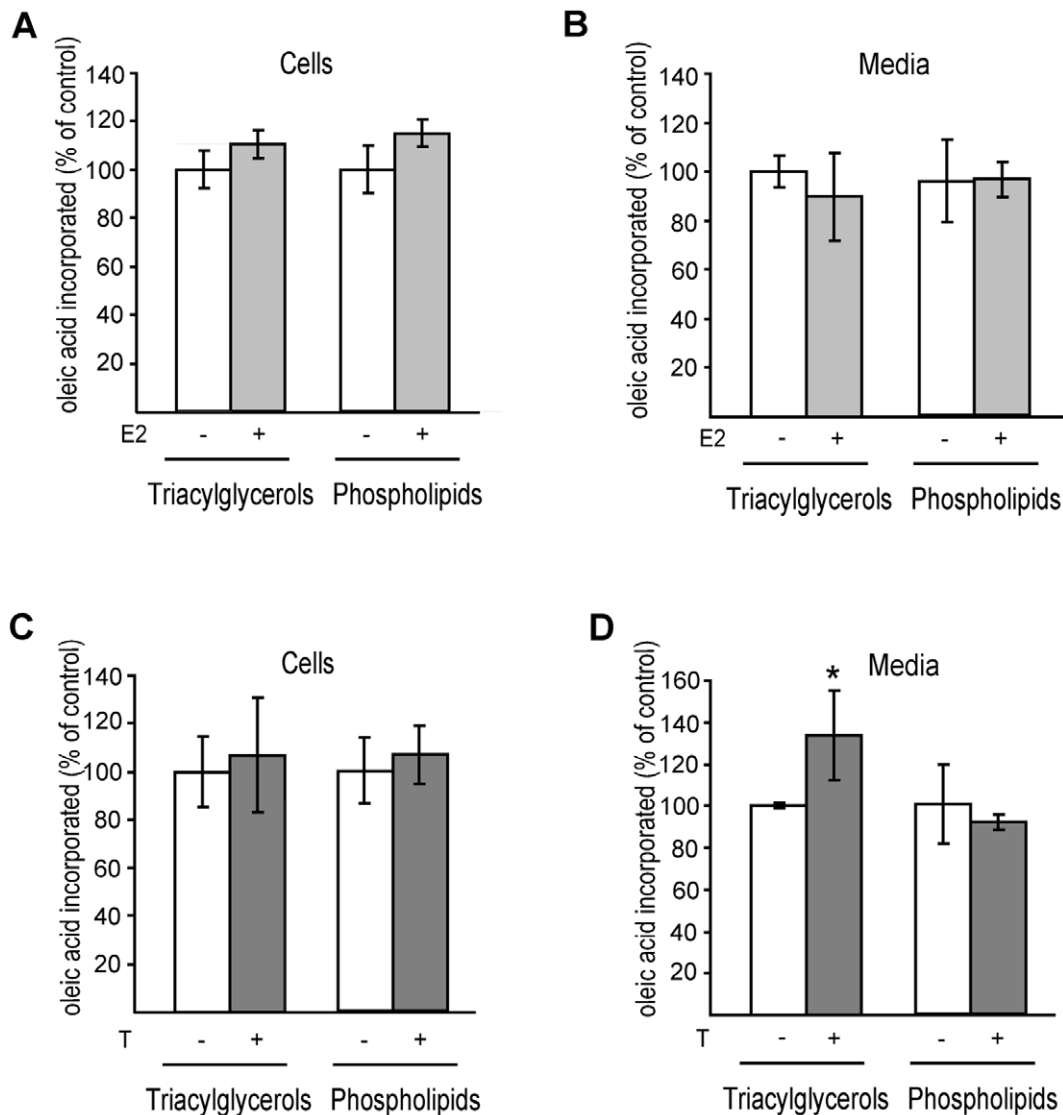 A
Cells
oleic acid incorporated (% of control)
140
120
100
80
60
40
20
E2 - + - +
Triacylglycerols Phospholipids
B
Media
oleic acid incorporated (% of control)
140
120
100
80
60
40
20
E2 - + - +
Triacylglycerols Phospholipids
C
Cells
oleic acid incorporated (% of control)
140
120
100
80
60
40
20
T - + - +
Triacylglycerols Phospholipids
D
Media
oleic acid incorporated (% of control)
160
140
120
100
80
60
40
20
*
T - + - +
Triacylglycerols Phospholipids